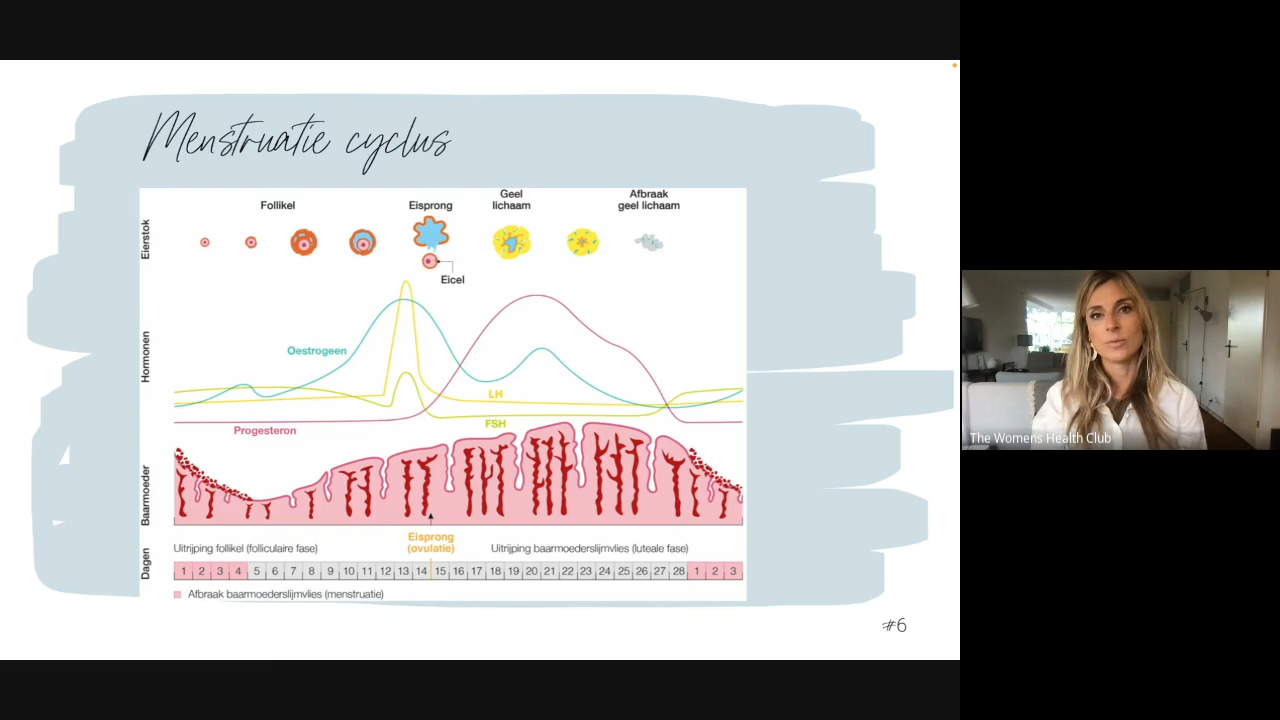 Menstruatie cyclus
Follikel
Eisprong
Geel
lichaam
Afbraak
geel lichaam
Eierstok
Eicel
Hormonen
Oestrogeen
LH
FSH
Progesteron
Baarmoeder
Eisprong
(ovulatie)
Uitrijping follikel (folliculaire fase)
Uitrijping baarmoederslijmvlies (luteale fase)
Dagen
1 2 3 4 5 6 7 8 9 10 11 12 13 14 15 16 17 18 19 20 21 22 23 24 25 26 27 28 1 2 3
Afbraak baarmoederslijmvlies (menstruatie)
#6
The Womens Health Club